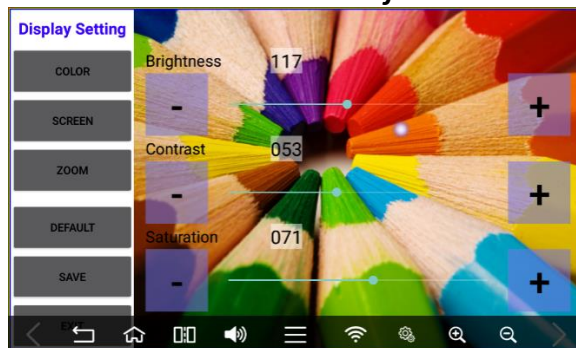 Display Setting
COLOR
SCREEN
ZOOM
DEFAULT
SAVE
Brightness 117
- +
Contrast 053
- +
Saturation 071
- +